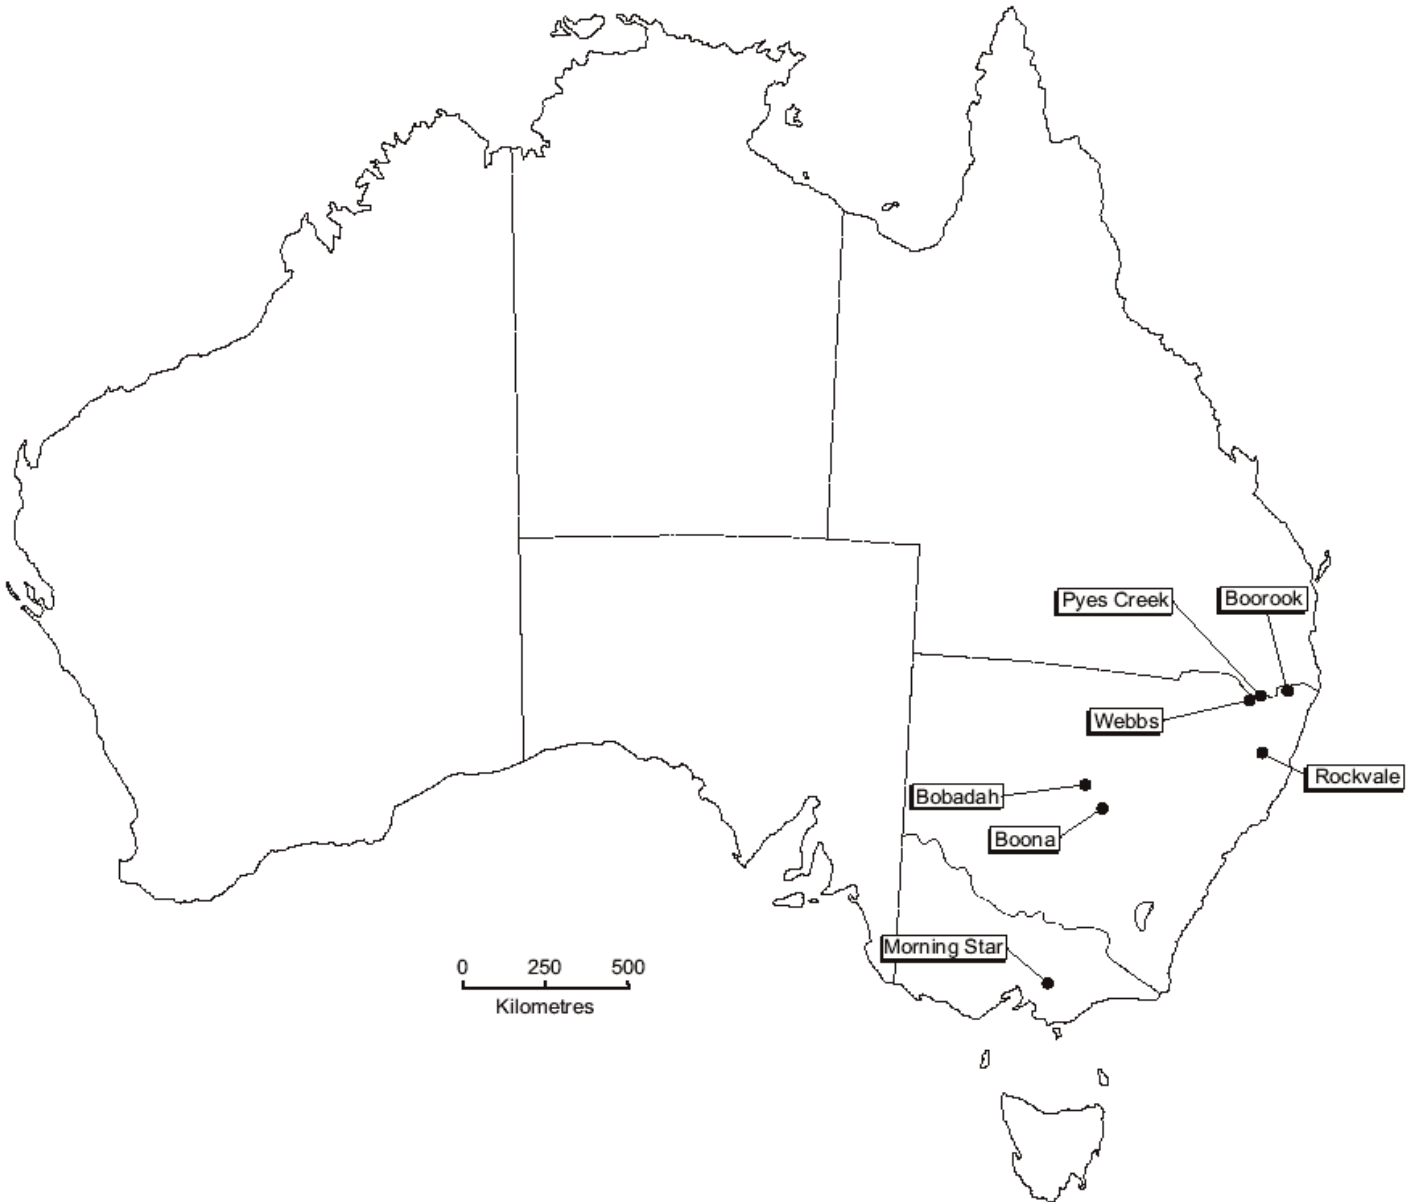 Pyes Creek
Boorook
Webbs
Rockvale
Bobadah
Boona
Morning Star
0 250 500
Kilometres